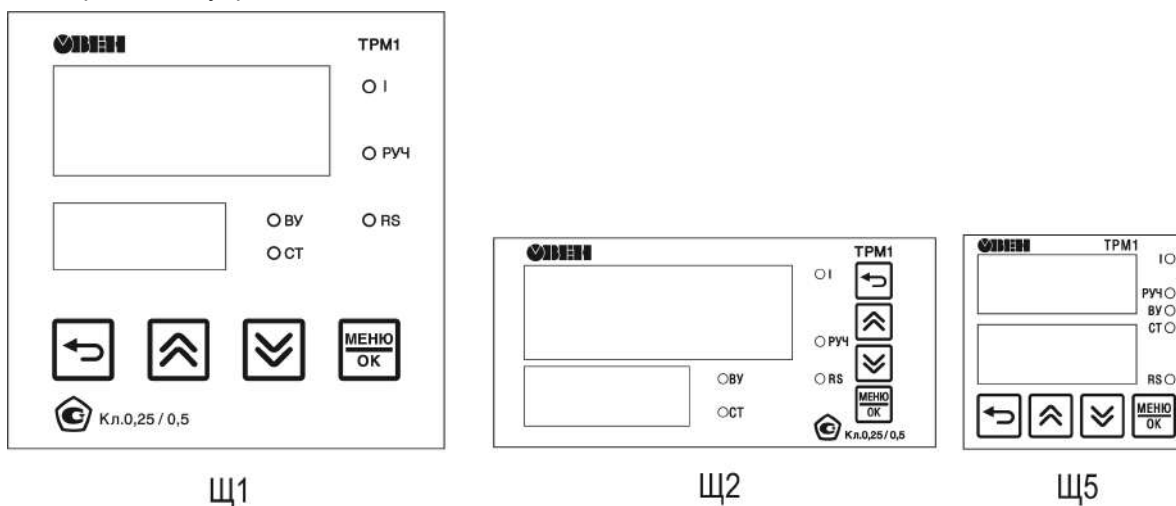 ОВЕН
ТРМ1
I
РУЧ
ВУ
RS
СТ
МЕНЮ
ОК
Кл.0,25 / 0,5
Щ1
ОВЕН
ТРМ1
I
РУЧ
ВУ
RS
СТ
МЕНЮ
ОК
Кл.0,25/0,5
Щ2
ОВЕН
ТРМ1
I
РУЧ
ВУ
СТ
RS
МЕНЮ
ОК
Щ5